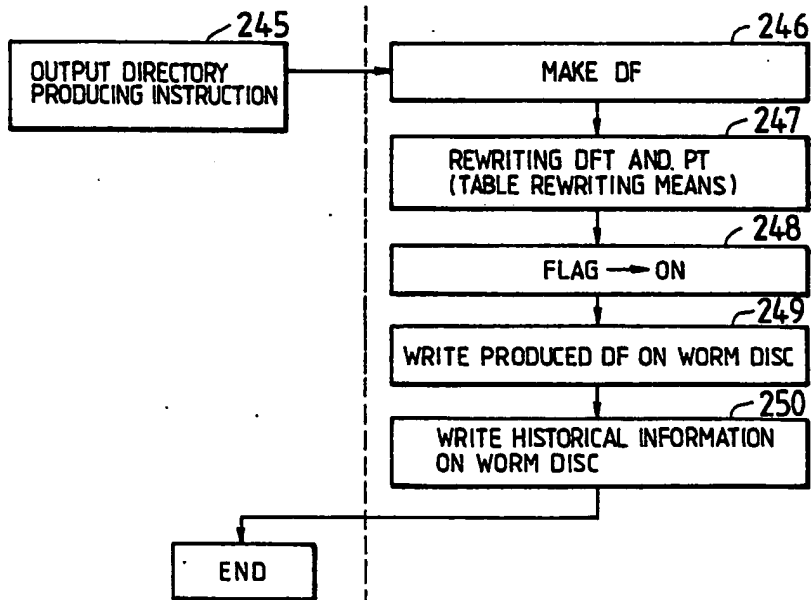 245
OUTPUT DIRECTORY
PRODUCING INSTRUCTION
246
MAKE DF
247
REWRITING DFT AND. PT
(TABLE REWRITING MEANS)
248
FLAG → ON
249
WRITE PRODUCED DF ON WORM DISC
250
WRITE HISTORICAL INFORMATION
ON WORM DISC
END